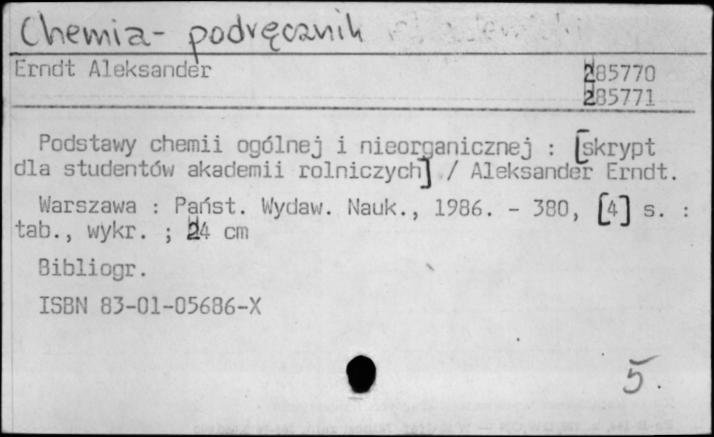 Chemia - podręcznik
Erndt Aleksander 285770
285771
Podstawy chemii ogólnej i nieorganicznej : [skrypt
dla studentów akademii rolniczych] / Aleksander Erndt.
Warszawa : Państ. Wydaw. Nauk., 1986. - 380, [4] s. :
tab., wykr. ; 24 cm
Bibliogr.
ISBN 83-01-05686-X
5.